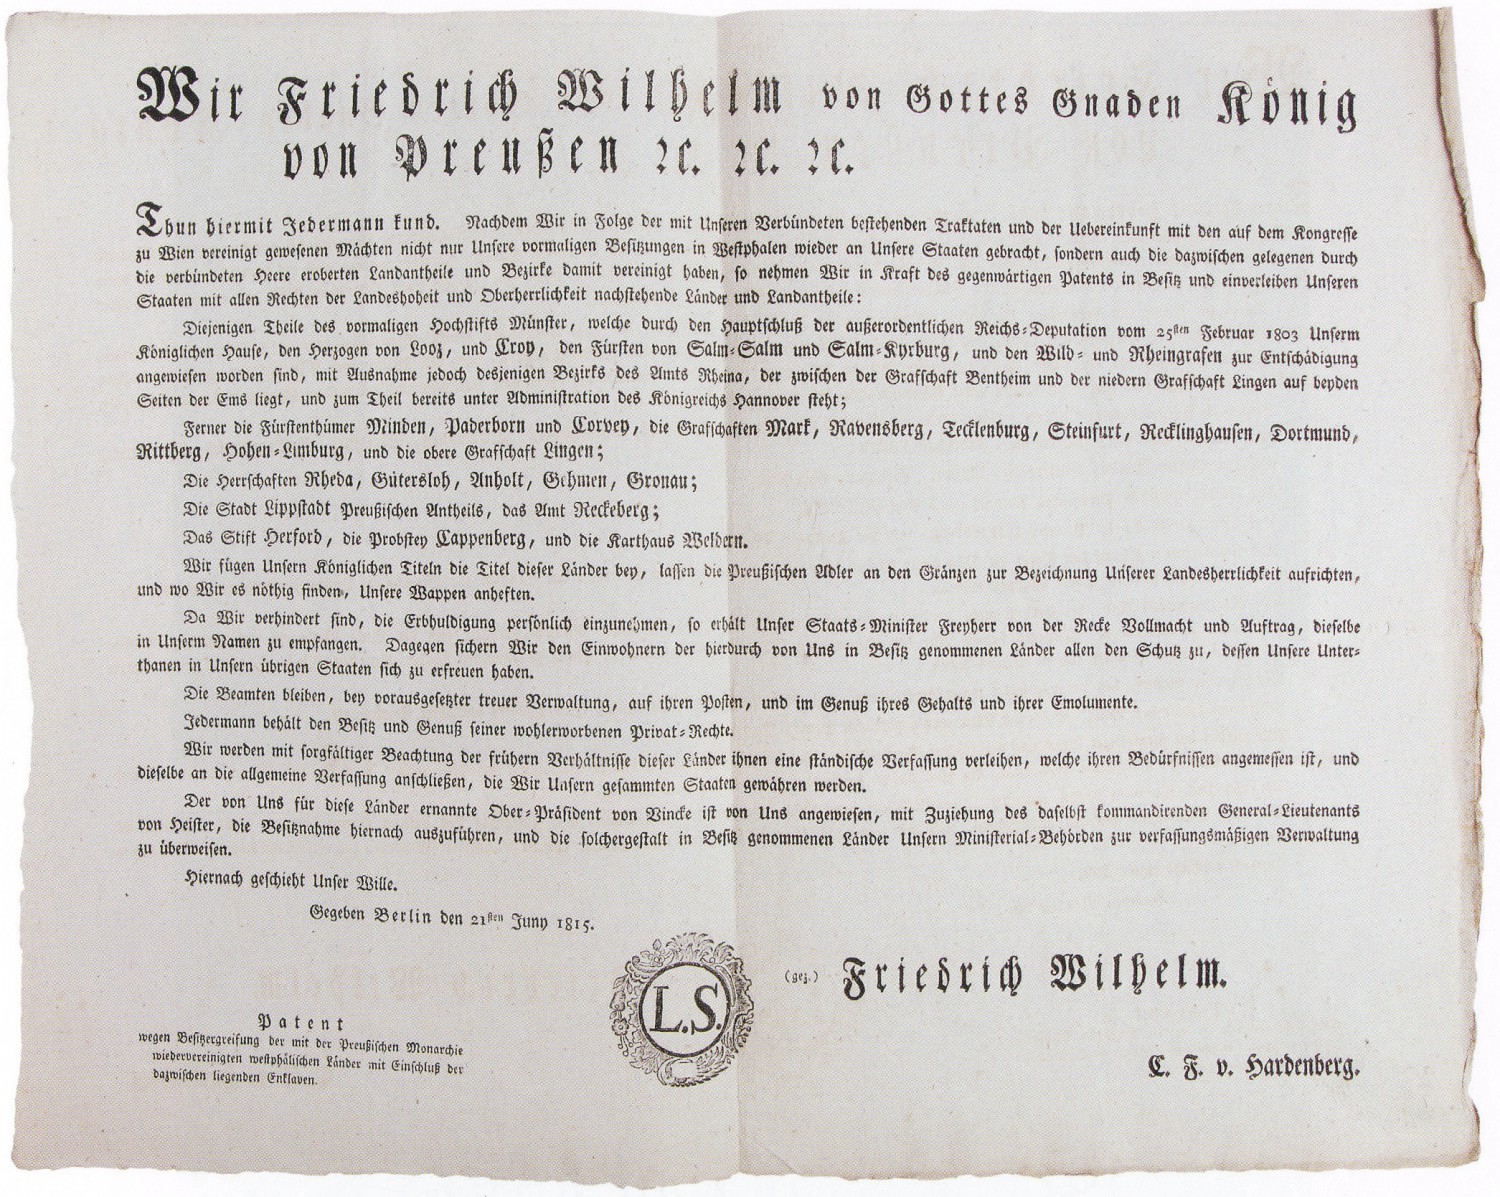 Wir Friedrich Wilhelm von Gottes Gnaden König
von Preußen ꝛc. ꝛc. ꝛc.
Thun hiermit Jedermann kund. Nachdem Wir in Folge der mit Unseren Verbündeten bestehenden Traktaten und der Uebereinkunft mit den auf dem Kongresse
zu Wien vereinigt gewesenen Mächten nicht nur Unsere vormaligen Besitzungen in Westphalen wieder an Unsere Staaten gebracht, sondern auch die dazwischen gelegenen durch
die verbündeten Heere eroberten Landantheile und Bezirke damit vereinigt haben, so nehmen Wir in Kraft des gegenwärtigen Patents in Besitz und einverleiben Unseren
Staaten mit allen Rechten der Landeshoheit und Oberherrlichkeit nachstehende Länder und Landantheile:
Diejenigen Theile des vormaligen Hochstifts Münster, welche durch den Hauptschluß der außerordentlichen Reichs-Deputation vom 25sten Februar 1803 Unserm
Königlichen Hause, den Herzogen von Looz, und Croy, den Fürsten von Salm-Salm und Salm-Kyrburg, und den Wild- und Rheingrafen zur Entschädigung
angewiesen worden sind, mit Ausnahme jedoch desjenigen Bezirks des Amts Rheina, der zwischen der Grafschaft Bentheim und der niedern Grafschaft Lingen auf beyden
Seiten der Ems liegt, und zum Theil bereits unter Administration des Königreichs Hannover steht;
Ferner die Fürstenthümer Minden, Paderborn und Corvey, die Grafschaften Mark, Ravensberg, Tecklenburg, Steinfurt, Recklinghausen, Dortmund,
Rittberg, Hohen-Limburg, und die obere Grafschaft Lingen;
Die Herrschaften Rheda, Gütersloh, Anholt, Gehmen, Gronau;
Die Stadt Lippstadt Preußischen Antheils, das Amt Reckeberg;
Das Stift Herford, die Probstey Cappenberg, und die Karthaus Weldern.
Wir fügen Unsern Königlichen Titeln die Titel dieser Länder bey, lassen die Preußischen Adler an den Gränzen zur Bezeichnung Unserer Landesherrlichkeit aufrichten,
und wo Wir es nöthig finden, Unsere Wappen anheften.
Da Wir verhindert sind, die Erbhuldigung persönlich einzunehmen, so erhält Unser Staats-Minister Freyherr von der Recke Vollmacht und Auftrag, dieselbe
in Unserm Namen zu empfangen. Dagegen sichern Wir den Einwohnern der hierdurch von Uns in Besitz genommenen Länder allen den Schutz zu, dessen Unsere Unter-
thanen in Unsern übrigen Staaten sich zu erfreuen haben.
Die Beamten bleiben, bey vorausgesetzter treuer Verwaltung, auf ihren Posten, und im Genuß ihres Gehalts und ihrer Emolumente.
Jedermann behält den Besitz und Genuß seiner wohlerworbenen Privat-Rechte.
Wir werden mit sorgfältiger Beachtung der frühern Verhältnisse dieser Länder ihnen eine ständische Verfassung verleihen, welche ihren Bedürfnissen angemessen ist, und
dieselbe an die allgemeine Verfassung anschließen, die Wir Unsern gesammten Staaten gewähren werden.
Der von Uns für diese Länder ernannte Ober-Präsident von Vincke ist von Uns angewiesen, mit Zuziehung des daselbst kommandirenden General-Lieutenants
von Heister, die Besitznahme hiernach auszuführen, und die solchergestalt in Besitz genommenen Länder Unsern Ministerial-Behörden zur verfassungsmäßigen Verwaltung
zu überweisen.
Hiernach geschieht Unser Wille.
Gegeben Berlin den 21sten Juny 1815.
(gez.) Friedrich Wilhelm.
L.S.
C. F. v. Hardenberg.
Patent
wegen Besitzergreifung der mit der Preußischen Monarchie
wiedervereinigten westphälischen Länder mit Einschluß der
dazwischen liegenden Enklaven.